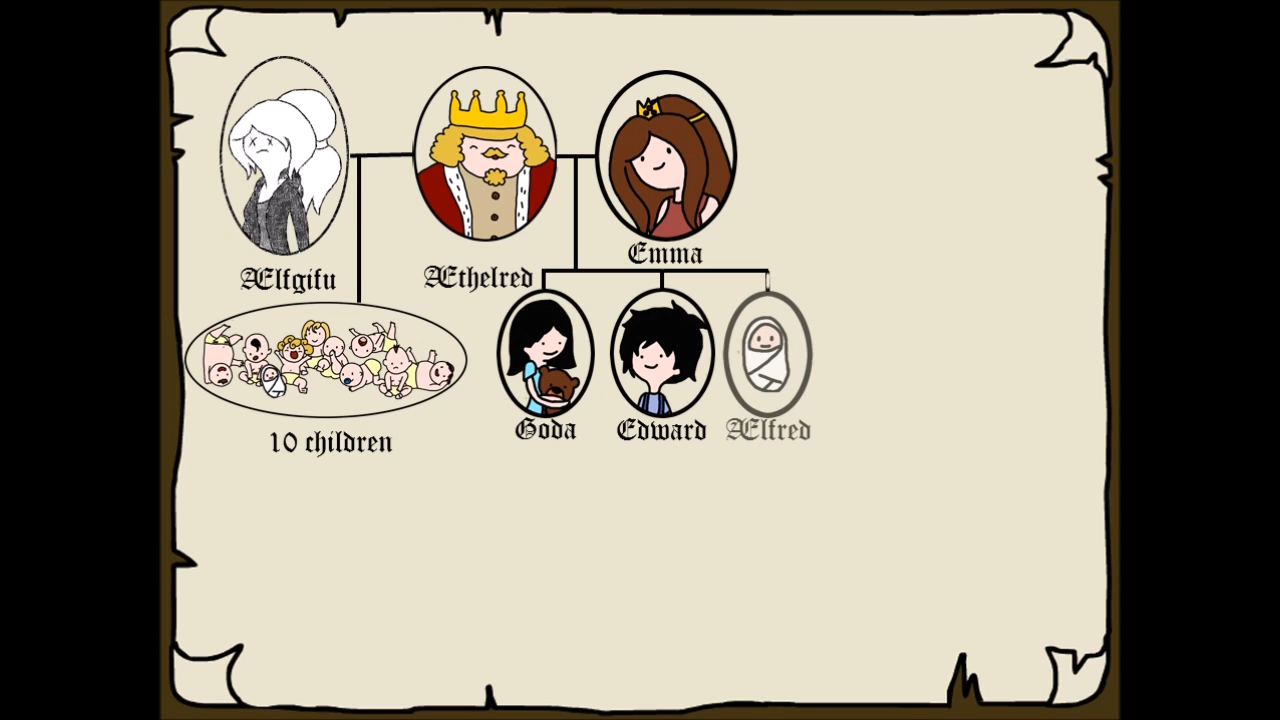 Ælfgifu
Æthelred
Emma
10 children
Goda
Edward
Ælfred